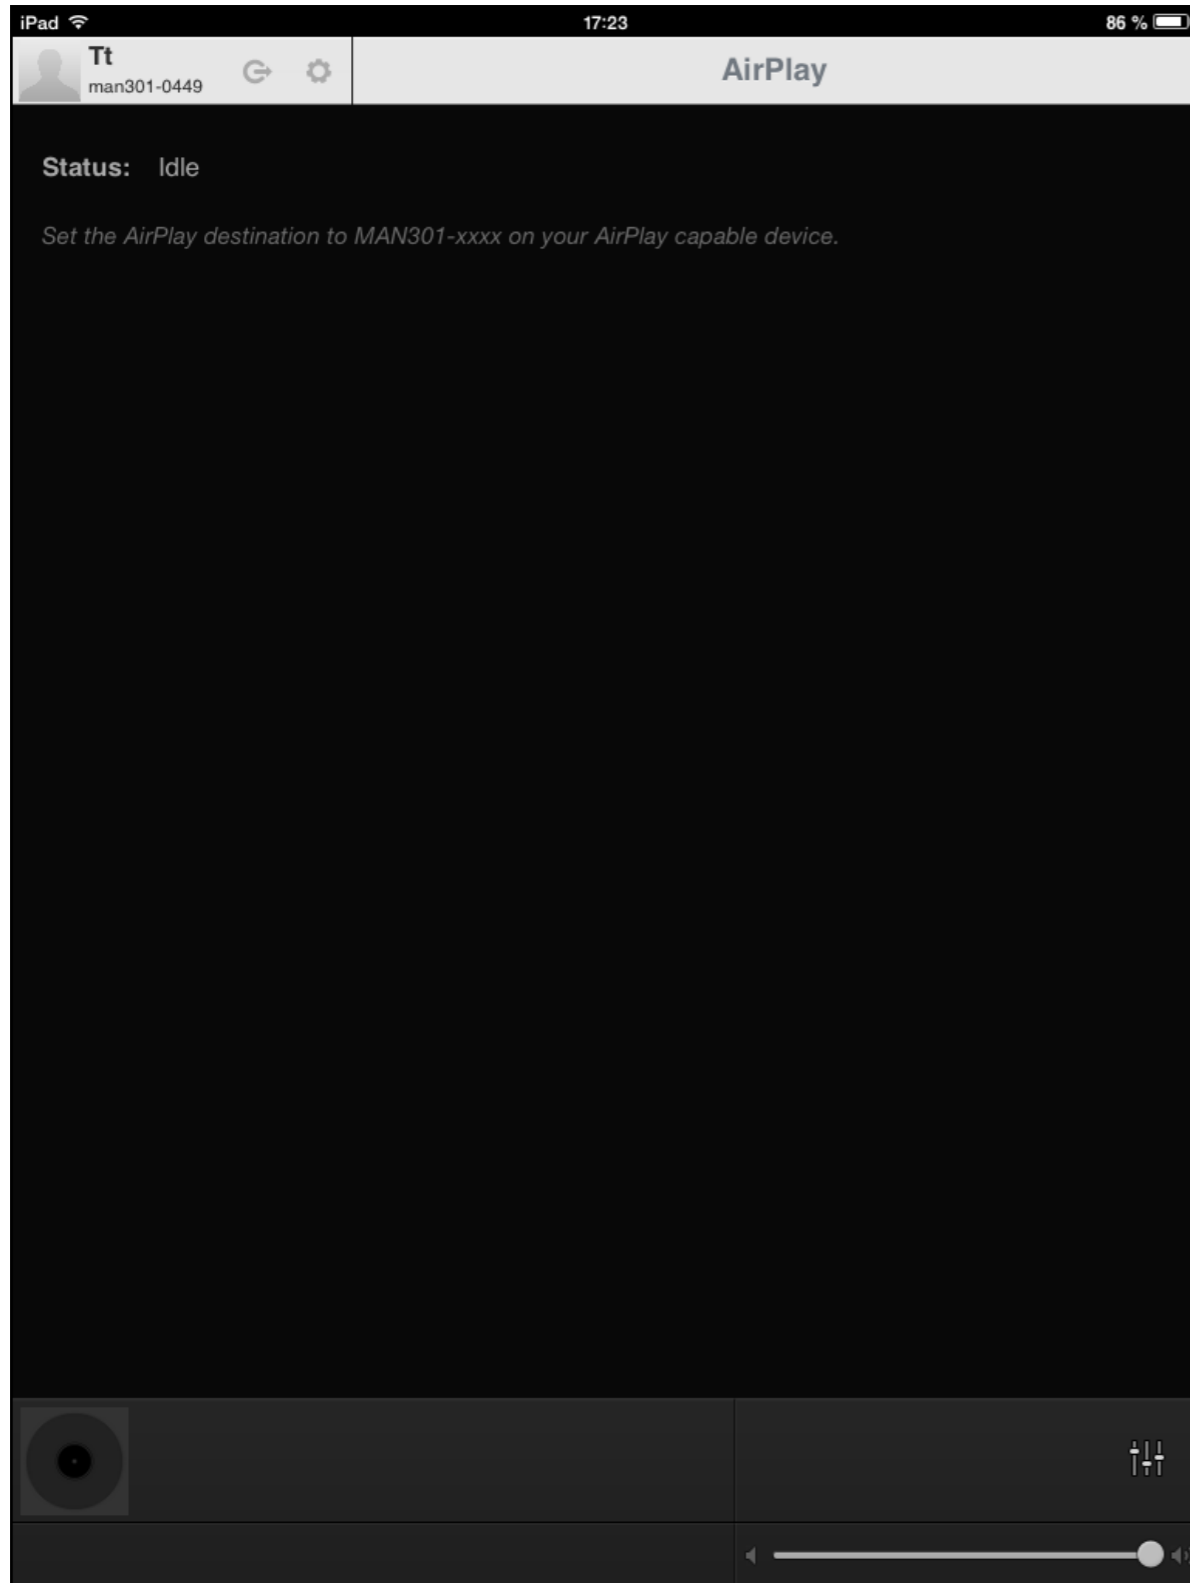 iPad 17:23 86 %
Tt
man301-0449
AirPlay
Status: Idle
Set the AirPlay destination to MAN301-xxxx on your AirPlay capable device.